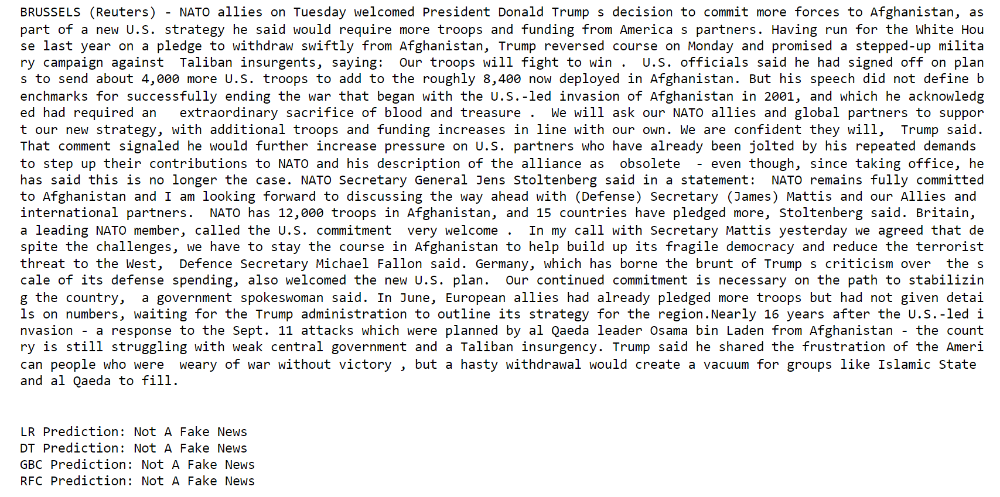 BRUSSELS (Reuters) - NATO allies on Tuesday welcomed President Donald Trump s decision to commit more forces to Afghanistan, as
part of a new U.S. strategy he said would require more troops and funding from America s partners. Having run for the White Hou
se last year on a pledge to withdraw swiftly from Afghanistan, Trump reversed course on Monday and promised a stepped-up milita
ry campaign against  Taliban insurgents, saying:  Our troops will fight to win .  U.S. officials said he had signed off on plan
s to send about 4,000 more U.S. troops to add to the roughly 8,400 now deployed in Afghanistan. But his speech did not define b
enchmarks for successfully ending the war that began with the U.S.-led invasion of Afghanistan in 2001, and which he acknowledg
ed had required an   extraordinary sacrifice of blood and treasure .  We will ask our NATO allies and global partners to suppor
t our new strategy, with additional troops and funding increases in line with our own. We are confident they will,  Trump said.
That comment signaled he would further increase pressure on U.S. partners who have already been jolted by his repeated demands
to step up their contributions to NATO and his description of the alliance as  obsolete  - even though, since taking office, he
has said this is no longer the case. NATO Secretary General Jens Stoltenberg said in a statement:  NATO remains fully committed
to Afghanistan and I am looking forward to discussing the way ahead with (Defense) Secretary (James) Mattis and our Allies and
international partners.  NATO has 12,000 troops in Afghanistan, and 15 countries have pledged more, Stoltenberg said. Britain,
a leading NATO member, called the U.S. commitment  very welcome .  In my call with Secretary Mattis yesterday we agreed that de
spite the challenges, we have to stay the course in Afghanistan to help build up its fragile democracy and reduce the terrorist
threat to the West,  Defence Secretary Michael Fallon said. Germany, which has borne the brunt of Trump s criticism over  the s
cale of its defense spending, also welcomed the new U.S. plan.  Our continued commitment is necessary on the path to stabilizin
g the country,  a government spokeswoman said. In June, European allies had already pledged more troops but had not given detai
ls on numbers, waiting for the Trump administration to outline its strategy for the region.Nearly 16 years after the U.S.-led i
nvasion - a response to the Sept. 11 attacks which were planned by al Qaeda leader Osama bin Laden from Afghanistan - the count
ry is still struggling with weak central government and a Taliban insurgency. Trump said he shared the frustration of the Ameri
can people who were  weary of war without victory , but a hasty withdrawal would create a vacuum for groups like Islamic State
and al Qaeda to fill.
LR Prediction: Not A Fake News
DT Prediction: Not A Fake News
GBC Prediction: Not A Fake News
RFC Prediction: Not A Fake News